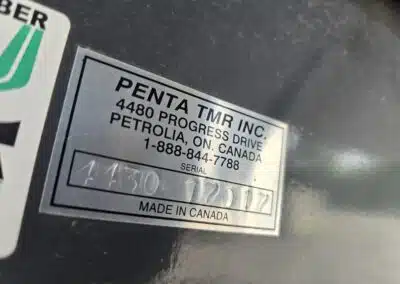 BER
PENTA TMR INC.
4480 PROGRESS DRIVE
PETROLIA, ON. CANADA
1-888-844-7788
SERIAL
1130
MADE IN CANADA